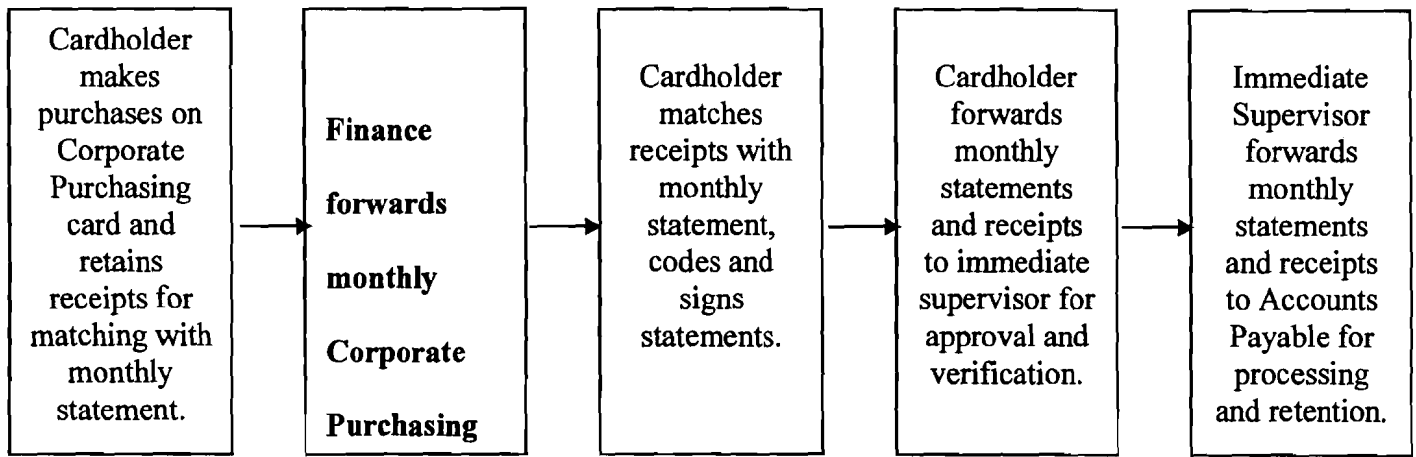 Cardholder
makes
purchases on
Corporate
Purchasing
card and
retains
receipts for
matching with
monthly
statement.
Finance
forwards
monthly
Corporate
Purchasing
Cardholder
matches
receipts with
monthly
statement,
codes and
signs
statements.
Cardholder
forwards
monthly
statements
and receipts
to immediate
supervisor for
approval and
verification.
Immediate
Supervisor
forwards
monthly
statements
and receipts
to Accounts
Payable for
processing
and retention.